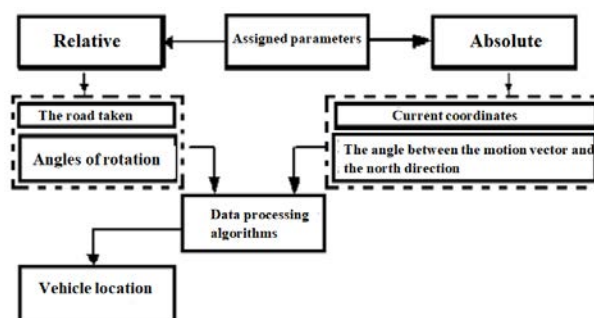 Relative
Assigned parameters
Absolute
The road taken
Angles of rotation
Current coordinates
The angle between the motion vector and
the north direction
Data processing
algorithms
Vehicle location